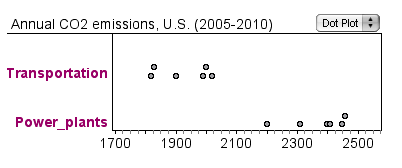 Annual CO2 emissions, U.S. (2005-2010)
Dot Plot
Transportation
Power_plants
1700 1900 2100 2300 2500